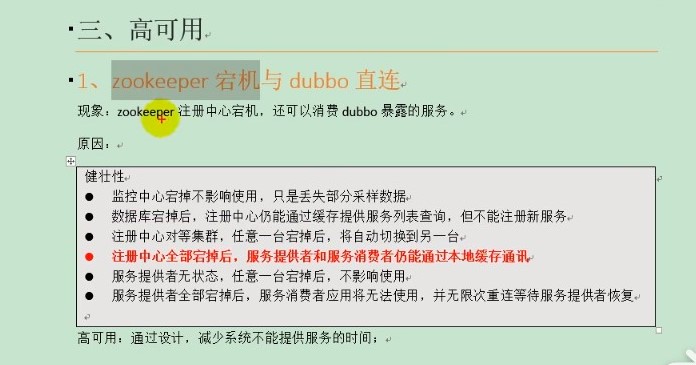 三、高可用
1、zookeeper 宕机与 dubbo 直连
现象：zookeeper 注册中心宕机，还可以消费 dubbo 暴露的服务。
原因：
健壮性
● 监控中心宕掉不影响使用，只是丢失部分采样数据
● 数据库宕掉后，注册中心仍能通过缓存提供服务列表查询，但不能注册新服务
● 注册中心对等集群，任意一台宕掉后，将自动切换到另一台
● 注册中心全部宕掉后，服务提供者和服务消费者仍能通过本地缓存通讯
● 服务提供者无状态，任意一台宕掉后，不影响使用
● 服务提供者全部宕掉后，服务消费者应用将无法使用，并无限次重连等待服务提供者恢复
高可用：通过设计，减少系统不能提供服务的时间；